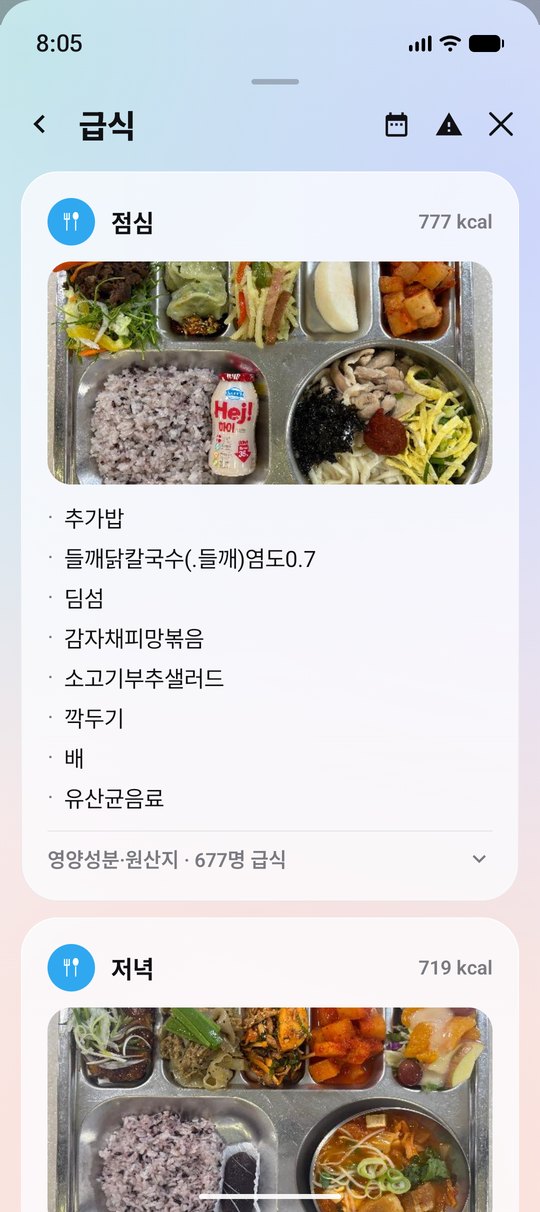 8:05
급식
점심
777 kcal
Hej!
하이!
· 추가밥
· 들깨닭칼국수(.들깨)염도0.7
· 딤섬
· 감자채피망볶음
· 소고기부추샐러드
· 깍두기
· 배
· 유산균음료
영양성분·원산지 · 677명 급식
저녁
719 kcal